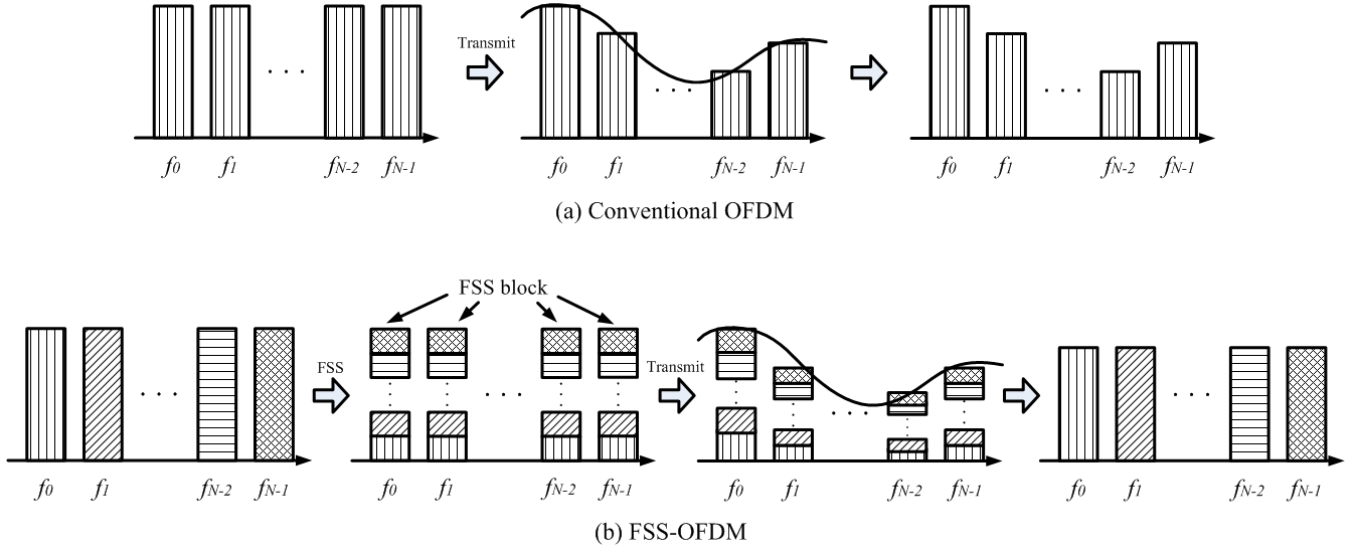 Transmit
f0 f1 fN-2 fN-1 f0 f1 fN-2 fN-1 f0 f1 fN-2 fN-1
(a) Conventional OFDM
FSS block
FSS Transmit
f0 f1 fN-2 fN-1 f0 f1 fN-2 fN-1 f0 f1 fN-2 fN-1 f0 f1 fN-2 fN-1
(b) FSS-OFDM